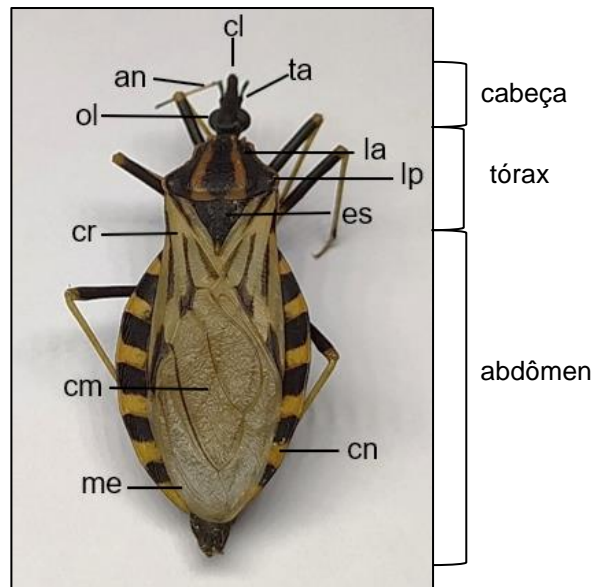 cl
an
ta
ol
la
lp
es
cr
cm
cn
me
cabeça
tórax
abdômen